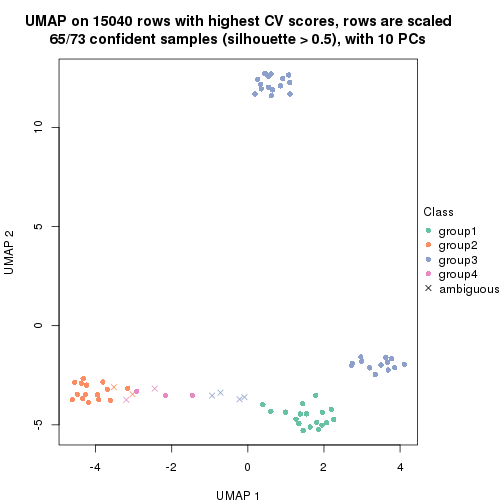 UMAP on 15040 rows with highest CV scores, rows are scaled
65/73 confident samples (silhouette > 0.5), with 10 PCs
10
5
0
-5
UMAP 2
-4
-2
0
2
4
UMAP 1
Class
group1
group2
group3
group4
ambiguous